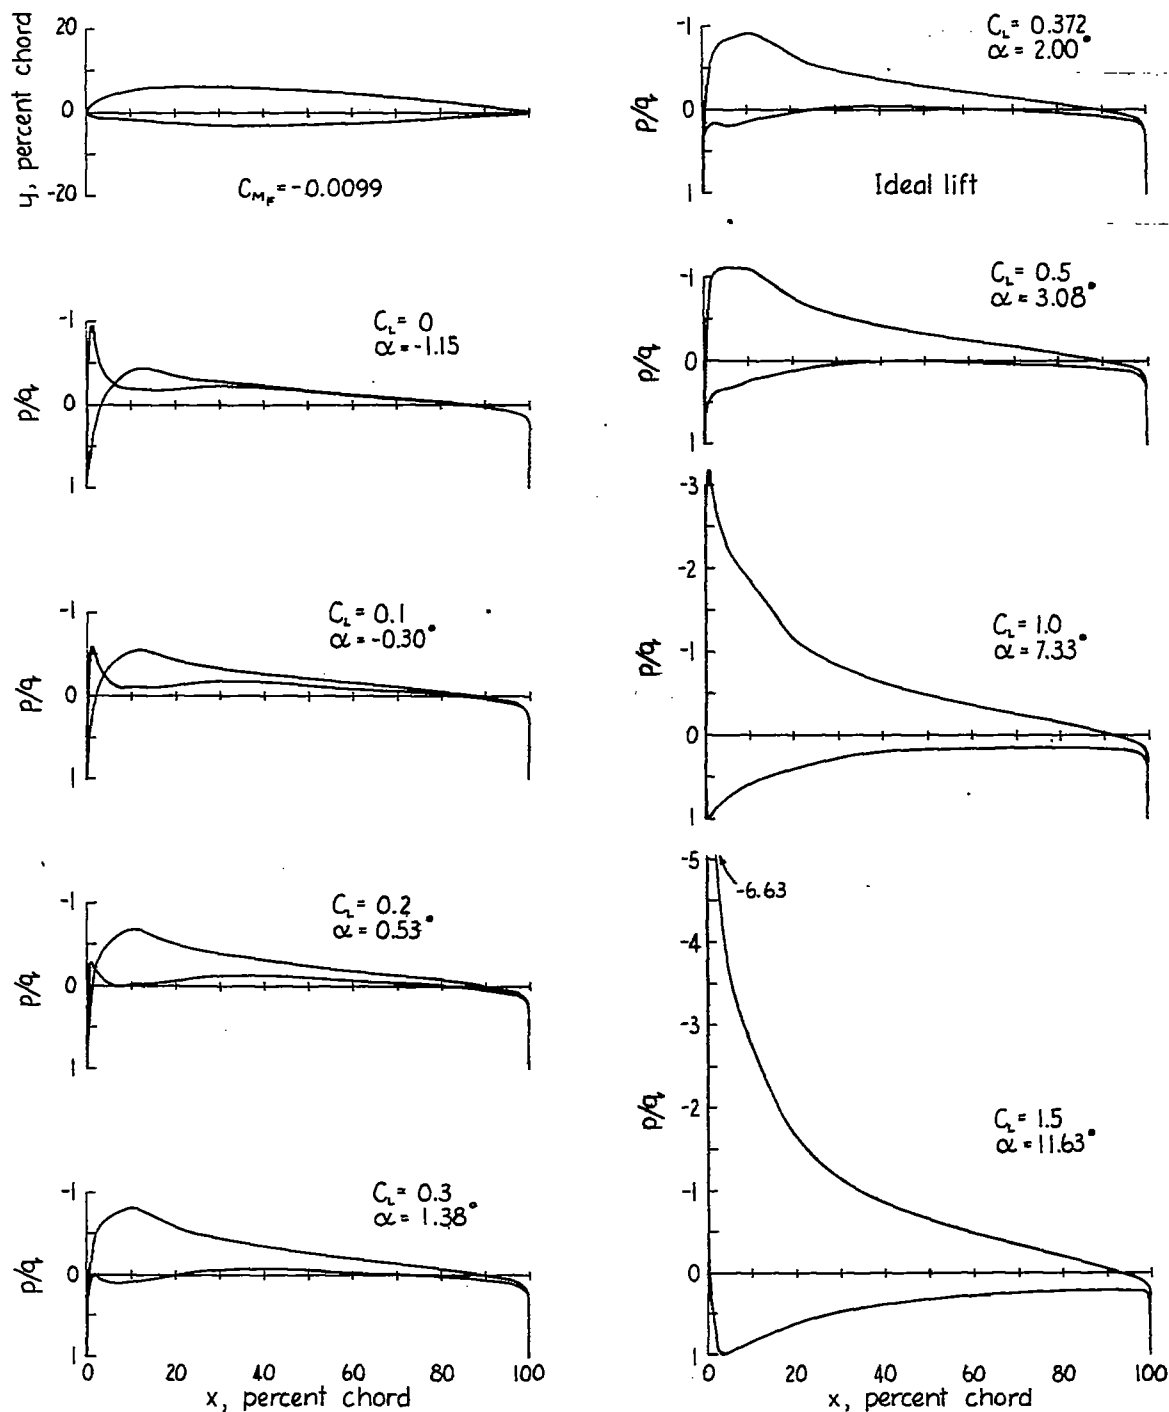 y, percent chord
20
0
-20
C_MF = -0.0099
p/q
-1
0
1
C_L = 0
α = -1.15
p/q
-1
0
1
C_L = 0.1
α = -0.30°
p/q
-1
0
1
C_L = 0.2
α = 0.53°
p/q
-1
0
1
C_L = 0.3
α = 1.38°
0 20 40 60 80 100
x, percent chord
p/q
-1
0
1
C_L = 0.372
α = 2.00°
Ideal lift
p/q
-1
0
1
C_L = 0.5
α = 3.08°
p/q
-3
-2
-1
0
1
C_L = 1.0
α = 7.33°
p/q
-5
-4
-3
-2
-1
0
1
-6.63
C_L = 1.5
α = 11.63°
0 20 40 60 80 100
x, percent chord